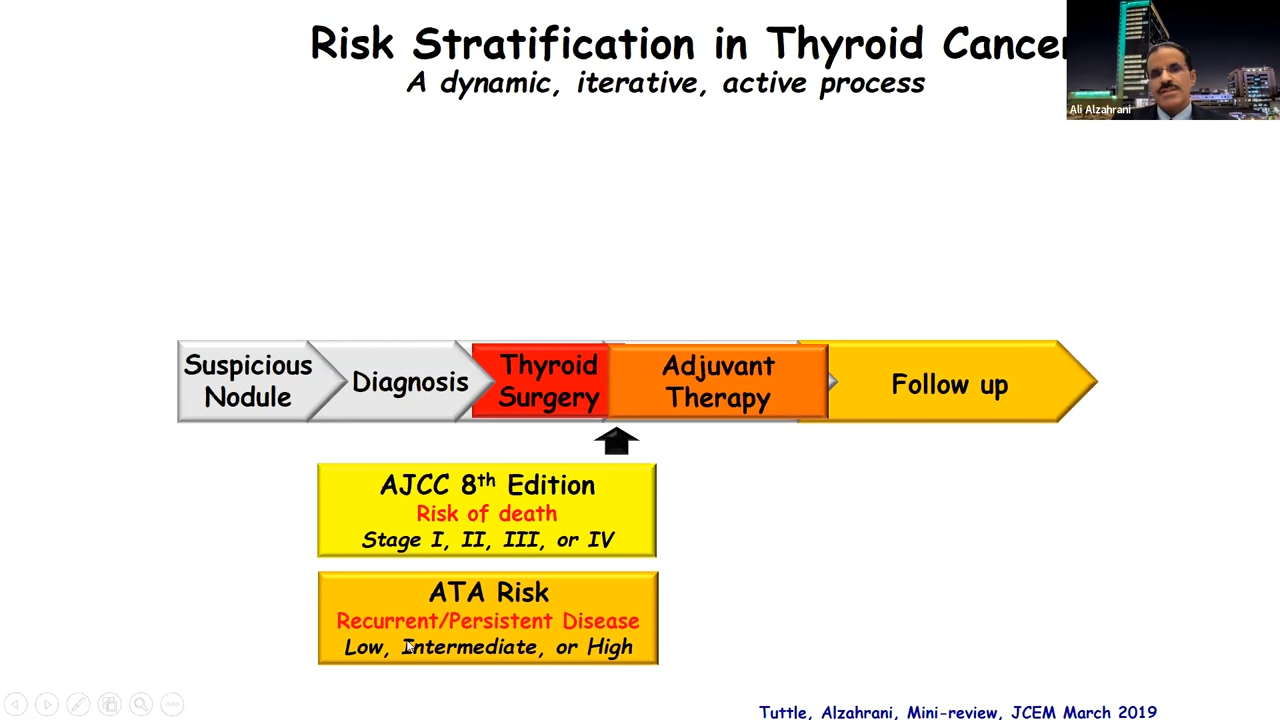 Risk Stratification in Thyroid Cancer
A dynamic, iterative, active process
Ali Alzahrani
Suspicious
Nodule
Diagnosis
Thyroid
Surgery
Adjuvant
Therapy
Follow up
AJCC 8th Edition
Risk of death
Stage I, II, III, or IV
ATA Risk
Recurrent/Persistent Disease
Low, Intermediate, or High
Tuttle, Alzahrani, Mini-review, JCEM March 2019